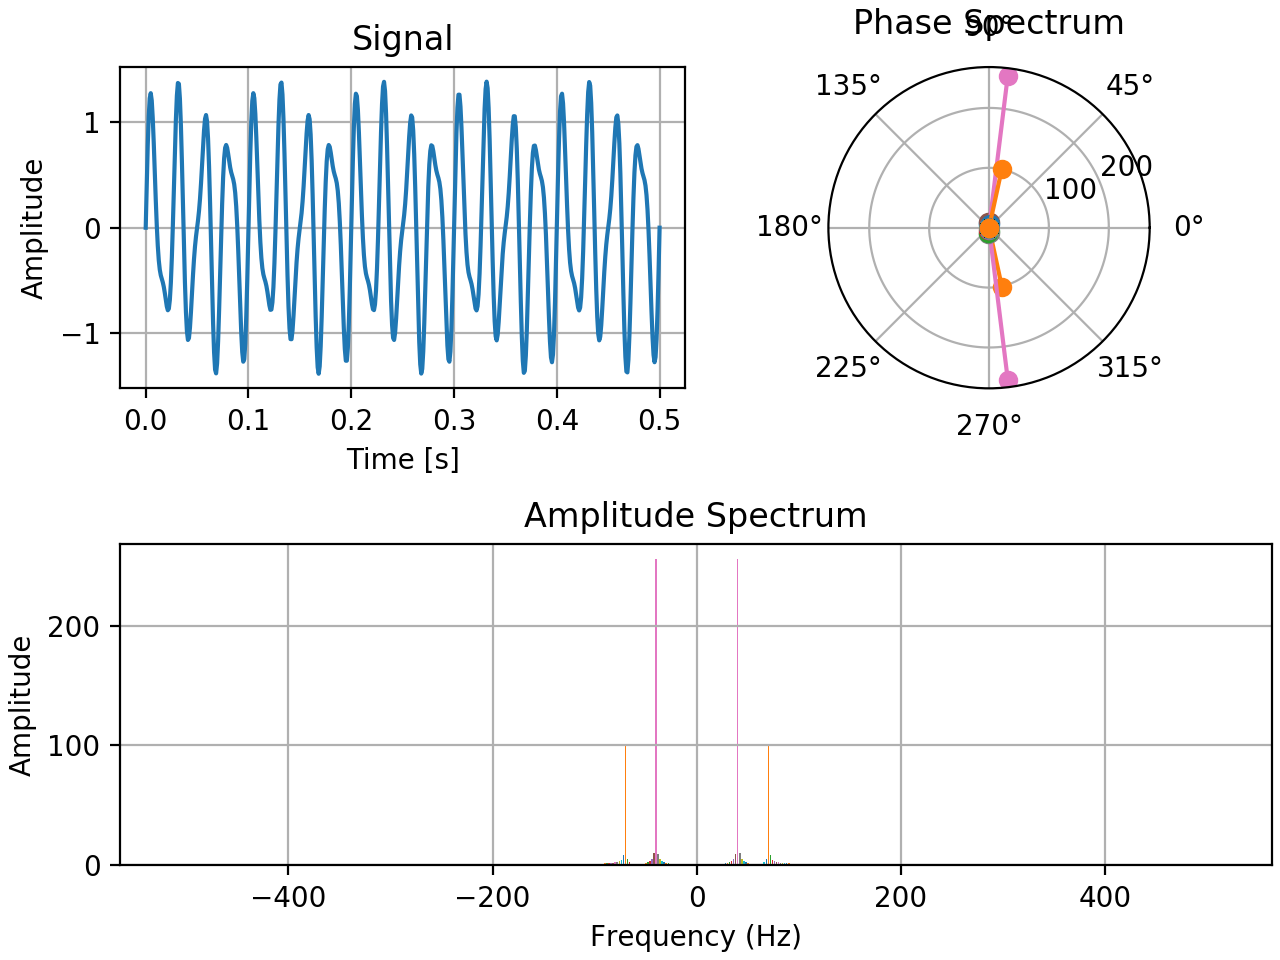 Signal
Amplitude
1
0
−1
0.0 0.1 0.2 0.3 0.4 0.5
Time [s]
Phase Spectrum
90°
135° 45°
200
100
180° 0°
225° 315°
270°
Amplitude Spectrum
Amplitude
200
100
0
−400 −200 0 200 400
Frequency (Hz)